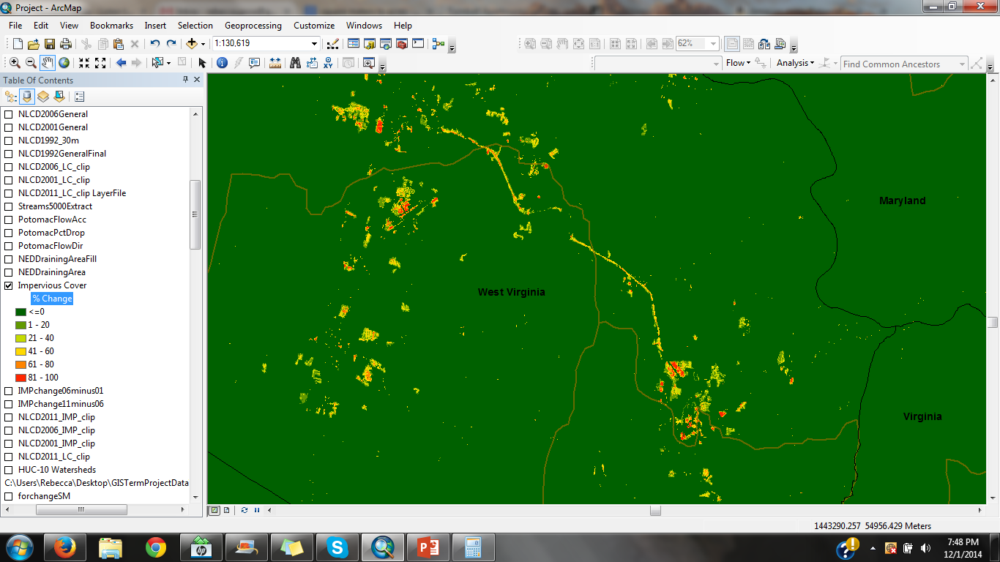 Project - ArcMap
File Edit View Bookmarks Insert Selection Geoprocessing Customize Windows Help
1:130,619
62%
Flow
Analysis
Find Common Ancestors
Table Of Contents
NLCD2006General
NLCD2001General
NLCD1992_30m
NLCD1992GeneralFinal
NLCD2006_LC_clip
NLCD2001_LC_clip
NLCD2011_LC_clip LayerFile
Streams5000Extract
PotomacFlowAcc
PotomacPctDrop
PotomacFlowDir
NEDDrainingAreaFill
NEDDrainingArea
Impervious Cover
% Change
<=0
1 - 20
21 - 40
41 - 60
61 - 80
81 - 100
IMPchange06minus01
IMPchange11minus06
NLCD2011_IMP_clip
NLCD2006_IMP_clip
NLCD2001_IMP_clip
NLCD2011_LC_clip
HUC-10 Watersheds
C:\Users\Rebecca\Desktop\GISTermProjectData
forchangeSM
Maryland
West Virginia
Virginia
1443290.257 54956.429 Meters
7:48 PM
12/1/2014